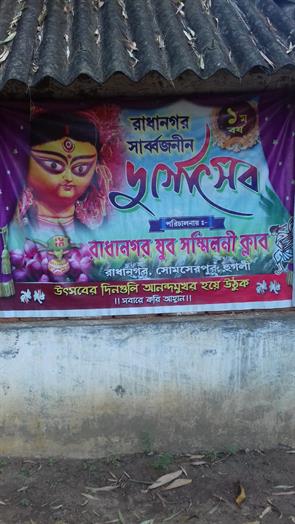 রাধানগর
সার্ব্বজনীন
১ম
বর্ষ
দুর্গোৎসব
পরিচালনায় :-
রাধানগর যুব সম্মিলনী ক্লাব
রাধানগর, সোমসেরপুর, হুগলী
উৎসবের দিনগুলি আনন্দমুখর হয়ে উঠুক
!! সবারে করি আহ্বান !!